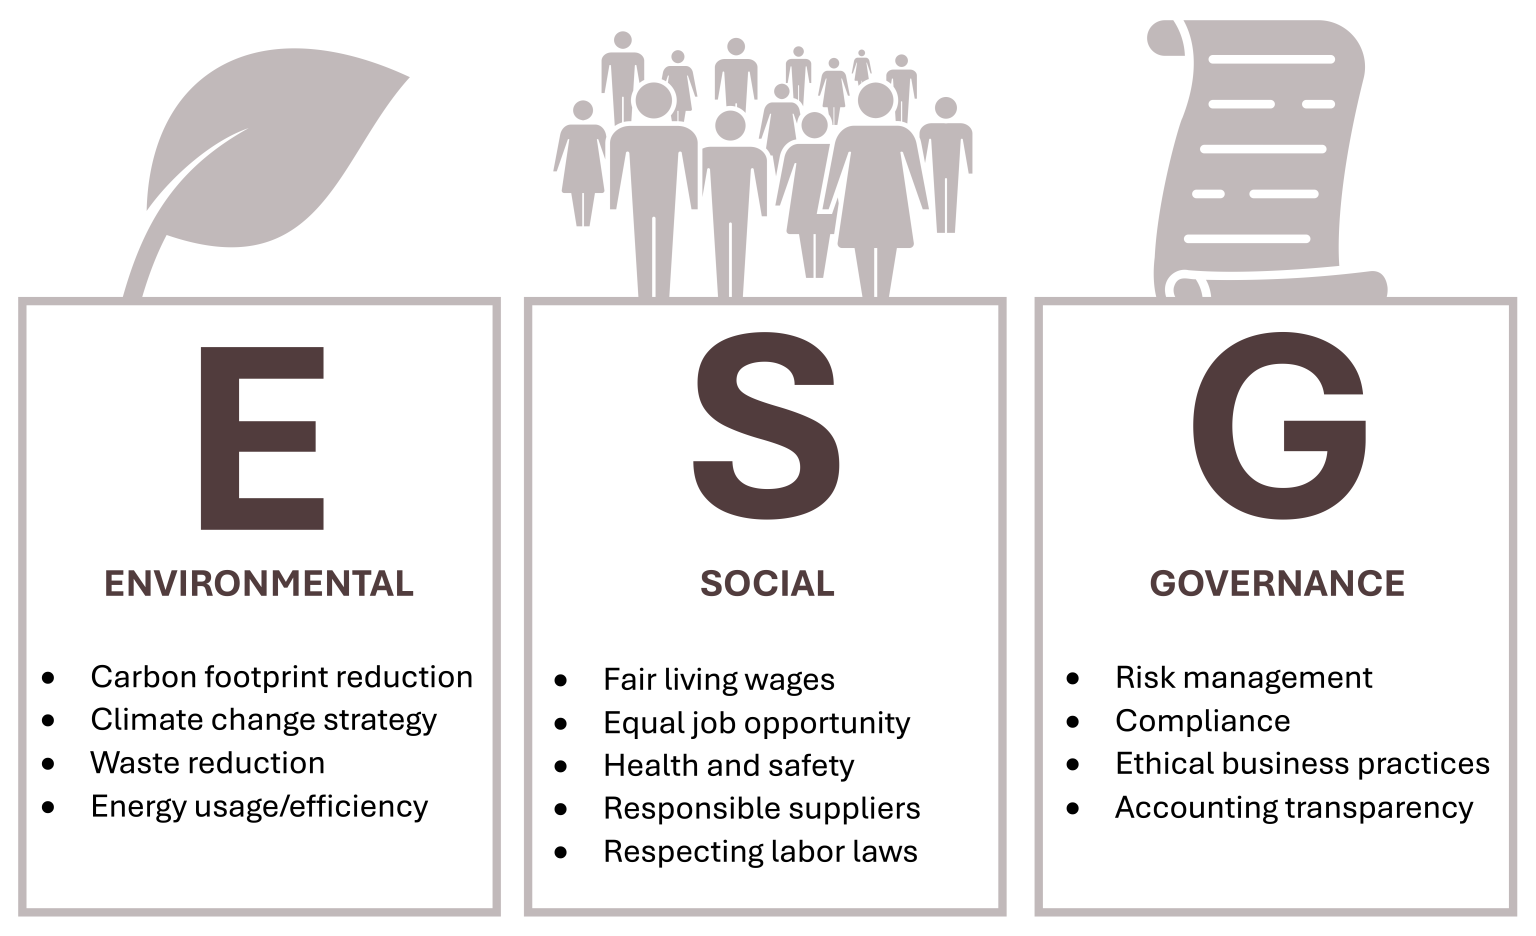 E
ENVIRONMENTAL
• Carbon footprint reduction
• Climate change strategy
• Waste reduction
• Energy usage/efficiency
S
SOCIAL
• Fair living wages
• Equal job opportunity
• Health and safety
• Responsible suppliers
• Respecting labor laws
G
GOVERNANCE
• Risk management
• Compliance
• Ethical business practices
• Accounting transparency